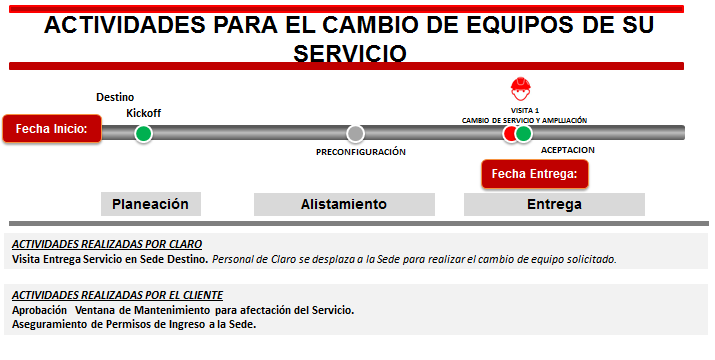 ACTIVIDADES PARA EL CAMBIO DE EQUIPOS DE SU
SERVICIO
Destino
Kickoff
VISITA 1
CAMBIO DE SERVICIO Y AMPLIACIÓN
Fecha Inicio:
PRECONFIGURACIÓN
ACEPTACION
Fecha Entrega:
Planeación
Alistamiento
Entrega
ACTIVIDADES REALIZADAS POR CLARO
Visita Entrega Servicio en Sede Destino. Personal de Claro se desplaza a la Sede para realizar el cambio de equipo solicitado.
ACTIVIDADES REALIZADAS POR EL CLIENTE
Aprobación Ventana de Mantenimiento para afectación del Servicio.
Aseguramiento de Permisos de Ingreso a la Sede.